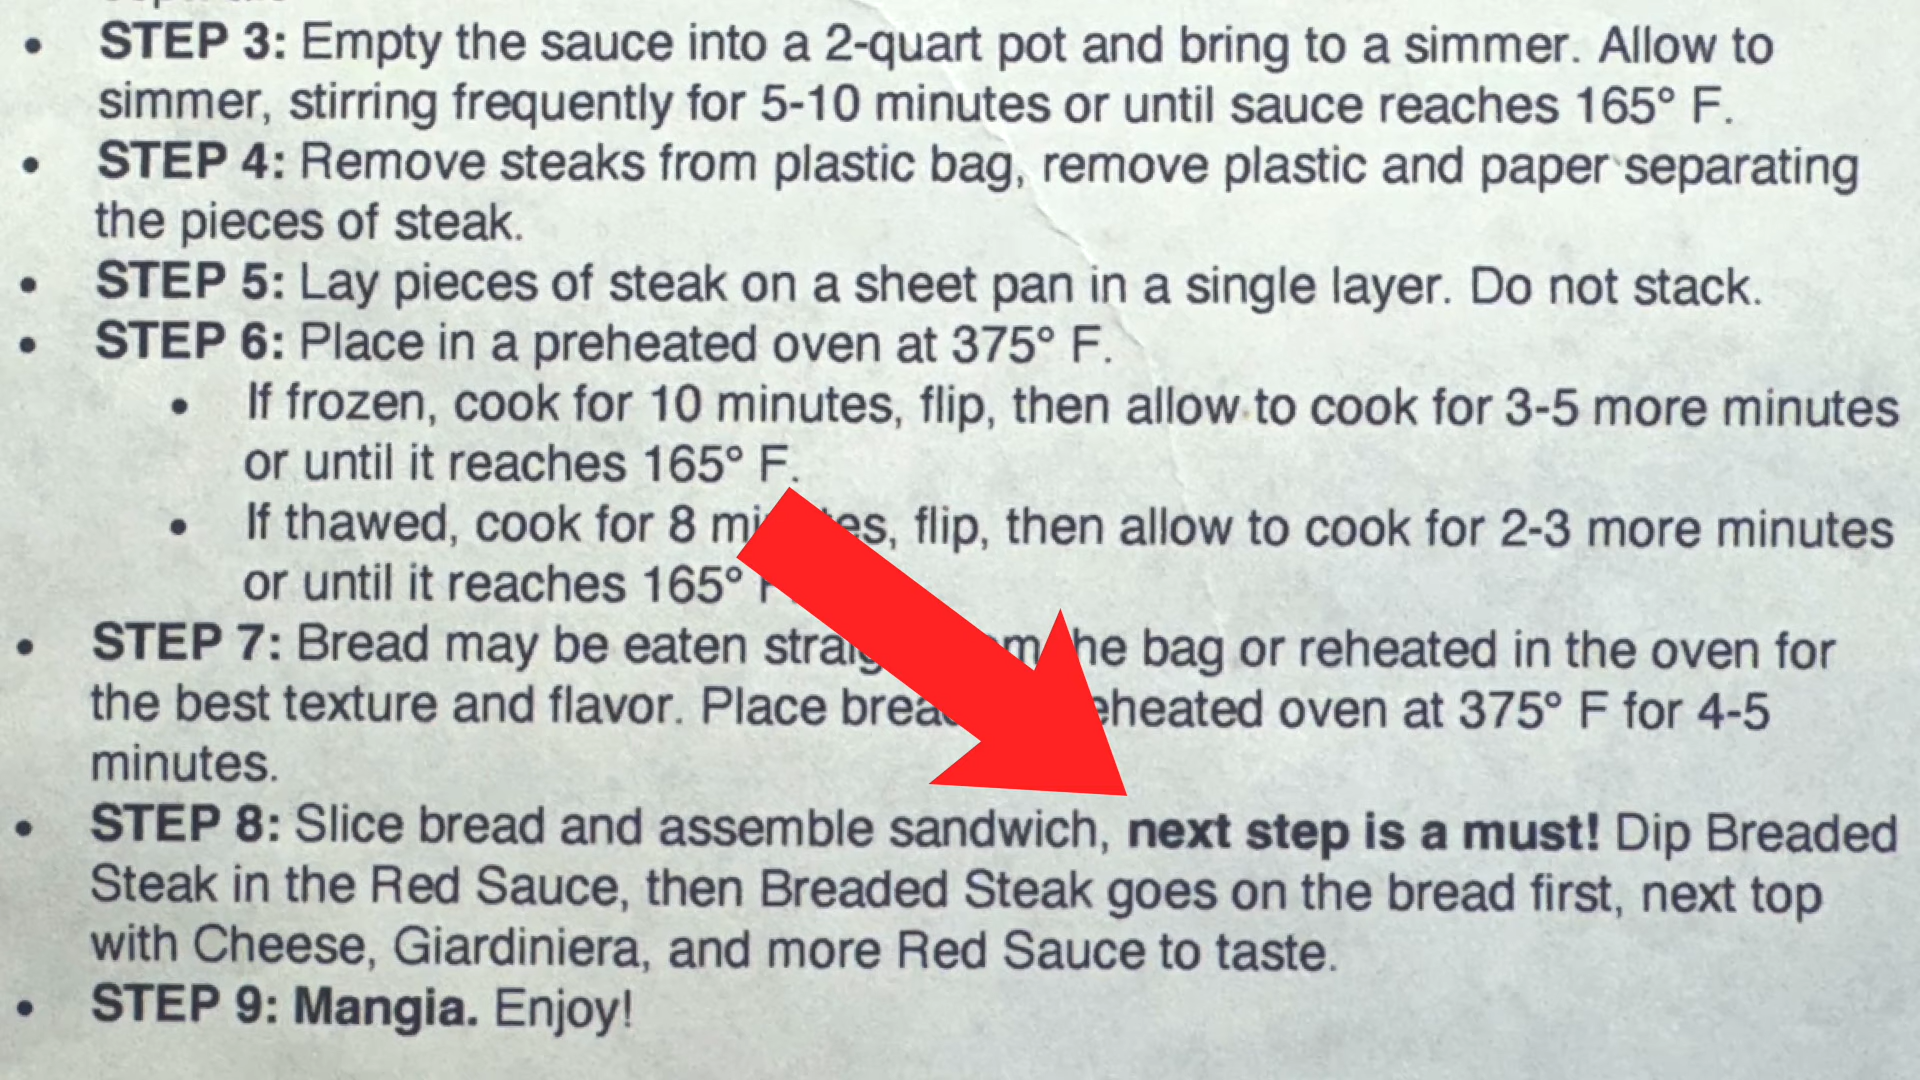 • STEP 3: Empty the sauce into a 2-quart pot and bring to a simmer. Allow to
simmer, stirring frequently for 5-10 minutes or until sauce reaches 165° F.
• STEP 4: Remove steaks from plastic bag, remove plastic and paper separating
the pieces of steak.
• STEP 5: Lay pieces of steak on a sheet pan in a single layer. Do not stack.
• STEP 6: Place in a preheated oven at 375° F.
• If frozen, cook for 10 minutes, flip, then allow to cook for 3-5 more minutes
or until it reaches 165° F.
• If thawed, cook for 8 flip, then allow to cook for 2-3 more minutes
or until it reaches 165°
• STEP 7: Bread may be eaten bag or reheated in the oven for
the best texture and flavor. Place oven at 375° F for 4-5
minutes.
• STEP 8: Slice bread and assemble sandwich, next step is a must! Dip Breaded
Steak in the Red Sauce, then Breaded Steak goes on the bread first, next top
with Cheese, Giardiniera, and more Red Sauce to taste.
• STEP 9: Mangia. Enjoy!